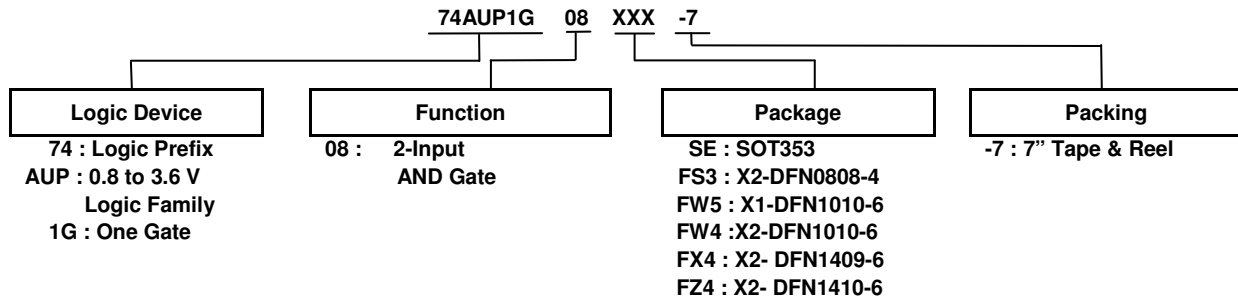 74AUP1G 08 XXX -7
Logic Device
74 : Logic Prefix
AUP : 0.8 to 3.6 V
Logic Family
1G : One Gate
Function
08 : 2-Input
AND Gate
Package
SE : SOT353
FS3 : X2-DFN0808-4
FW5 : X1-DFN1010-6
FW4 :X2-DFN1010-6
FX4 : X2- DFN1409-6
FZ4 : X2- DFN1410-6
Packing
-7 : 7” Tape & Reel